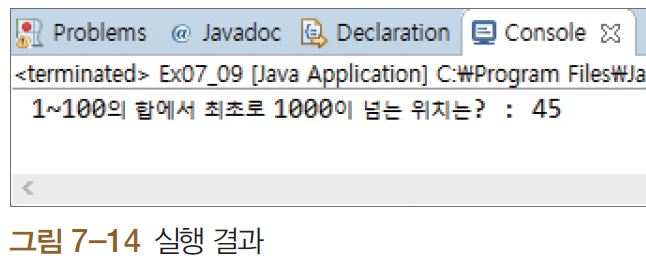 Problems @ Javadoc Declaration Console
<terminated> Ex07_09 [Java Application] C:₩Program Files₩Ja
1~100의 합에서 최초로 1000이 넘는 위치는? : 45
그림 7-14 실행 결과